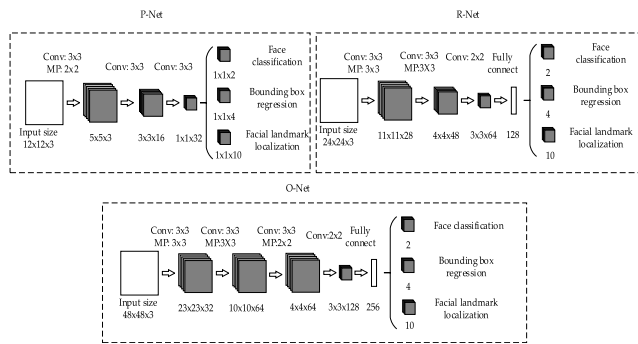 P-Net
Conv: 3x3
MP: 2x2
Conv: 3x3
Conv: 3x3
Input size
12x12x3
5x5x3
3x3x16
1x1x32
1x1x2
Face
classification
1x1x4
Bounding box
regression
1x1x10
Facial landmark
localization
R-Net
Conv: 3x3
MP: 3x3
Conv: 3x3
MP:3X3
Conv: 2x2
Fully
connect
Input size
24x24x3
11x11x28
4x4x48
3x3x64
128
2
Face
classification
4
Bounding box
regression
10
Facial landmark
localization
O-Net
Conv: 3x3
MP: 3x3
Conv: 3x3
MP:3X3
Conv: 3x3
MP:2x2
Conv:2x2
Fully
connect
Input size
48x48x3
23x23x32
10x10x64
4x4x64
3x3x128
256
2
Face classification
4
Bounding box
regression
10
Facial landmark
localization